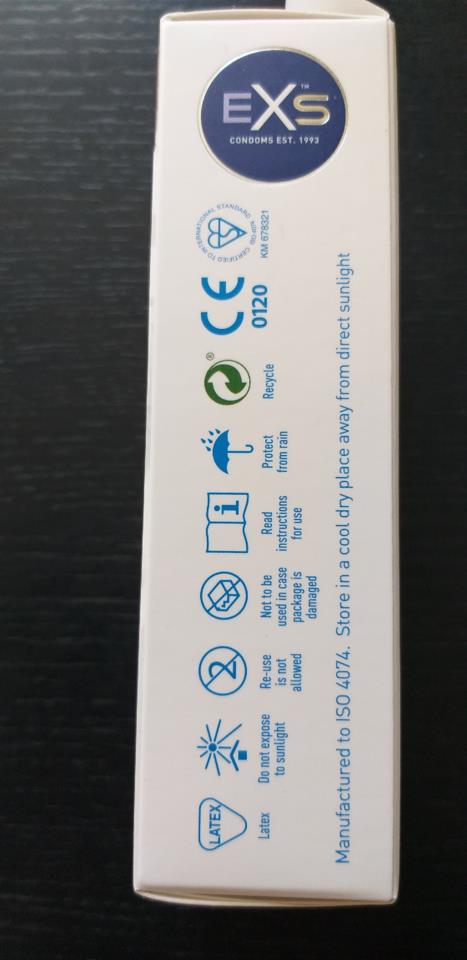 EXS™
CONDOMS EST. 1993
LATEX
Latex
Do not expose
to sunlight
2
Re-use
is not
allowed
Not to be
used in case
package is
damaged
i
Read
instructions
for use
Protect
from rain
®
Recycle
CE
0120
CERTIFIED TO INTERNATIONAL STANDARD
KM 678321
Manufactured to ISO 4074. Store in a cool dry place away from direct sunlight